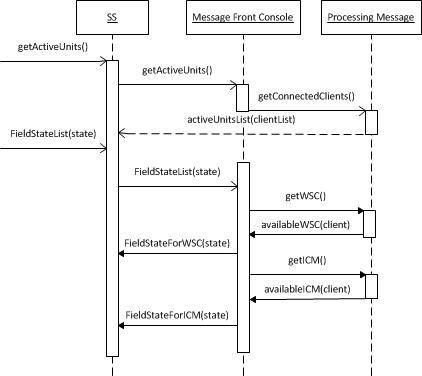 SS
Message Front Console
Processing Message
getActiveUnits()
getActiveUnits()
getConnectedClients()
activeUnitsList(clientList)
FieldStateList(state)
FieldStateList(state)
getWSC()
availableWSC(client)
FieldStateForWSC(state)
getICM()
availableICM(client)
FieldStateForICM(state)